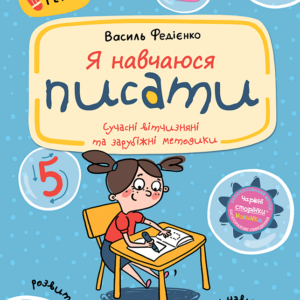 Василь Федієнко
Я навчаюся
писати
Сучасні вітчизняні
та зарубіжні методики
5
Чарівні
сторінки